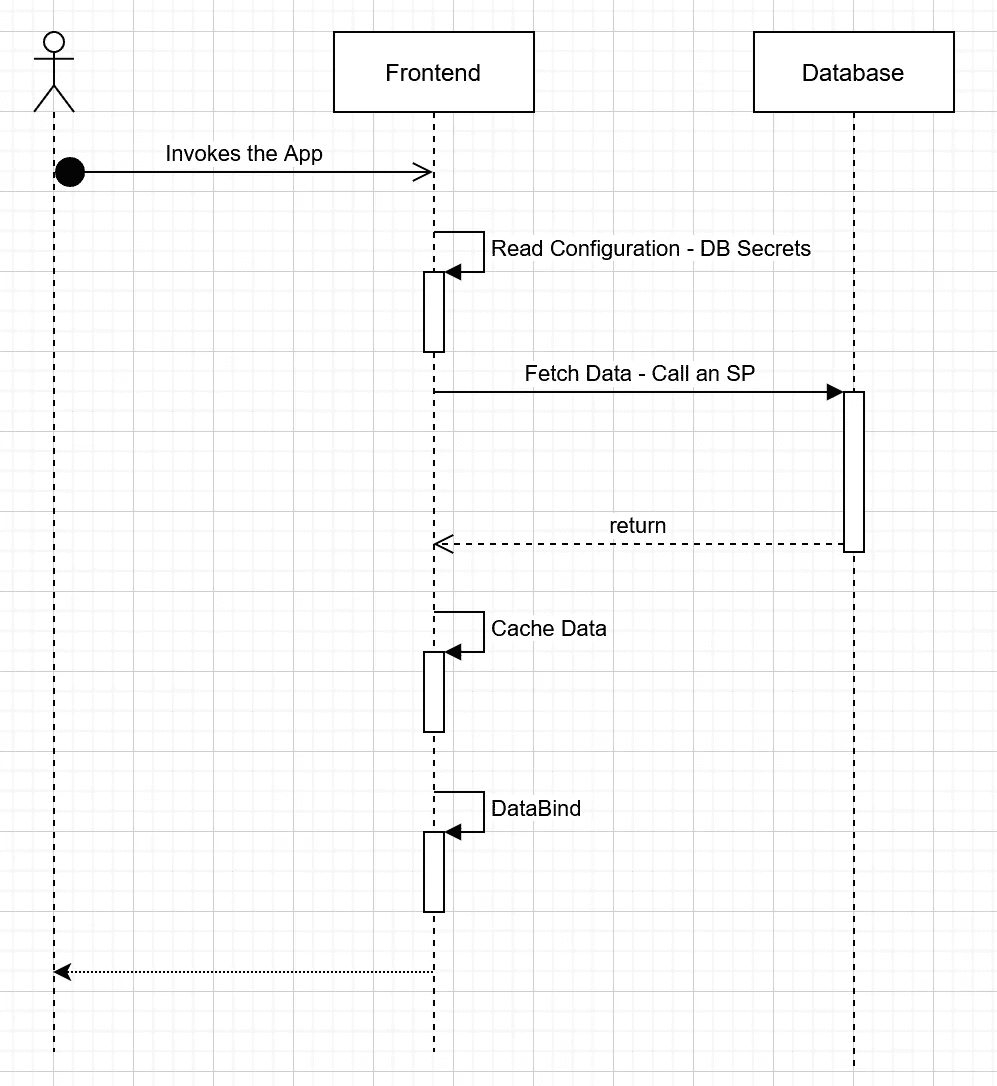 Frontend
Database
Invokes the App
Read Configuration - DB Secrets
Fetch Data - Call an SP
return
Cache Data
DataBind